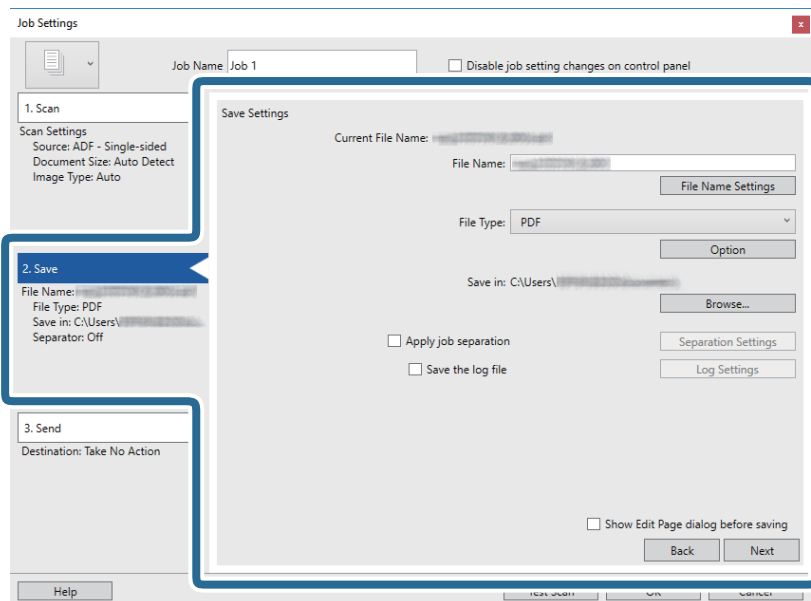 Job Settings
x
Job Name Job 1
Disable job setting changes on control panel
1. Scan
Scan Settings
Source: ADF - Single-sided
Document Size: Auto Detect
Image Type: Auto
2. Save
File Name:
File Type: PDF
Save in: C:\Users\
Separator: Off
3. Send
Destination: Take No Action
Save Settings
Current File Name:
File Name:
File Name Settings
File Type: PDF
Option
Save in: C:\Users\
Browse...
Apply job separation
Separation Settings
Save the log file
Log Settings
Show Edit Page dialog before saving
Back Next
Help Test Scan OK Cancel